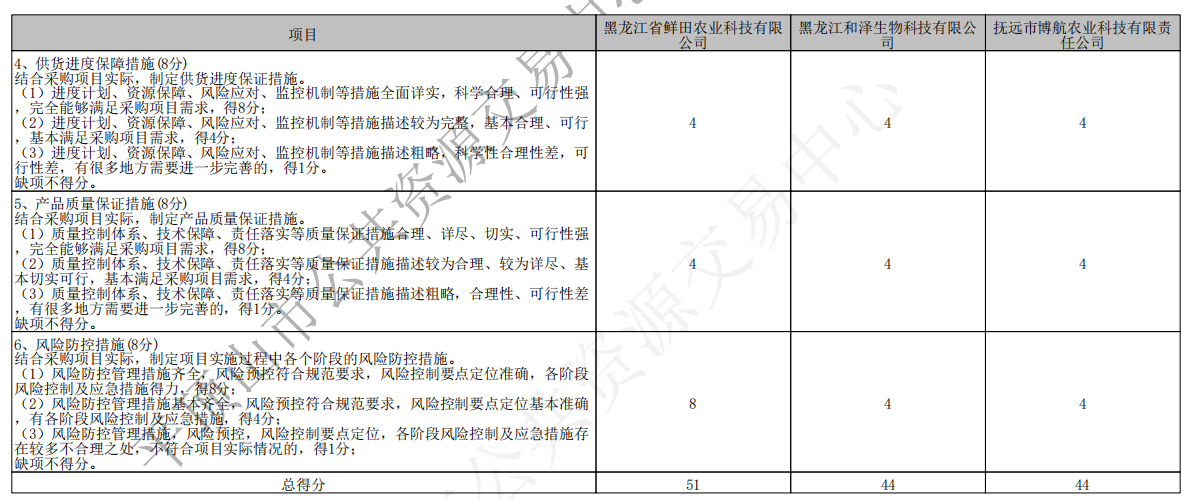 项目
黑龙江省鲜田农业科技有限
公司
黑龙江和泽生物科技有限公
司
抚远市博航农业科技有限责
任公司
4、供货进度保障措施(8分)
结合采购项目实际，制定供货进度保证措施。
（1）进度计划、资源保障、风险应对、监控机制等措施全面详实，科学合理、可行性强
，完全能够满足采购项目需求，得8分；
（2）进度计划、资源保障、风险应对、监控机制等措施描述较为完整，基本合理、可行
，基本满足采购项目需求，得4分；
（3）进度计划、资源保障、风险应对、监控机制等措施描述粗略，科学性合理性差，可
行性差，有很多地方需要进一步完善的，得1分。
缺项不得分。
4
4
4
5、产品质量保证措施(8分)
结合采购项目实际，制定产品质量保证措施。
（1）质量控制体系、技术保障、责任落实等质量保证措施合理、详尽、切实、可行性强
，完全能够满足采购项目需求，得8分；
（2）质量控制体系、技术保障、责任落实等质量保证措施描述较为合理、较为详尽、基
本切实可行，基本满足采购项目需求，得4分；
（3）质量控制体系、技术保障、责任落实等质量保证措施描述粗略，合理性、可行性差
，有很多地方需要进一步完善的，得1分。
缺项不得分。
4
4
4
6、风险防控措施(8分)
结合采购项目实际，制定项目实施过程中各个阶段的风险防控措施。
（1）风险防控管理措施齐全，风险预控符合规范要求，风险控制要点定位准确，各阶段
风险控制及应急措施得力，得8分；
（2）风险防控管理措施基本齐全，风险预控符合规范要求，风险控制要点定位基本准确
，有各阶段风险控制及应急措施，得4分；
（3）风险防控管理措施，风险预控，风险控制要点定位，各阶段风险控制及应急措施存
在较多不合理之处，不符合项目实际情况的，得1分；
缺项不得分。
8
4
4
总得分
51
44
44
平顶山市公共资源交易中心
公共资源交易中心